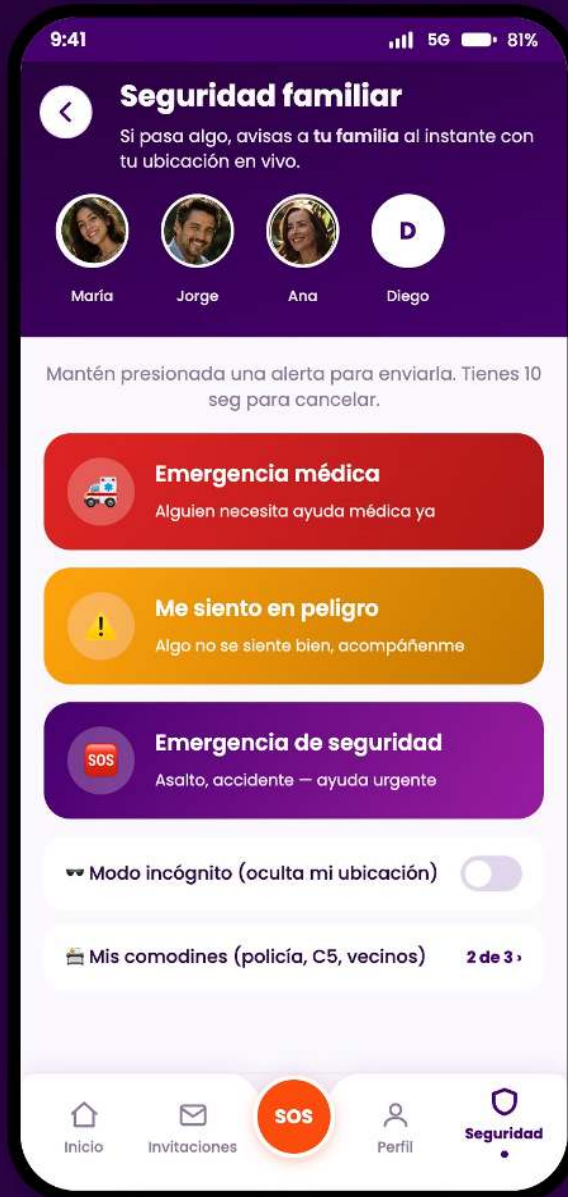 9:41
5G
81%
Seguridad familiar
Si pasa algo, avisas a tu familia al instante con
tu ubicación en vivo.
D
María
Jorge
Ana
Diego
Mantén presionada una alerta para enviarla. Tienes 10
seg para cancelar.
Emergencia médica
Alguien necesita ayuda médica ya
Me siento en peligro
Algo no se siente bien, acompáñenme
SOS
Emergencia de seguridad
Asalto, accidente — ayuda urgente
Modo incógnito (oculta mi ubicación)
Mis comodines (policía, C5, vecinos)
2 de 3 ›
Inicio
Invitaciones
SOS
Perfil
Seguridad